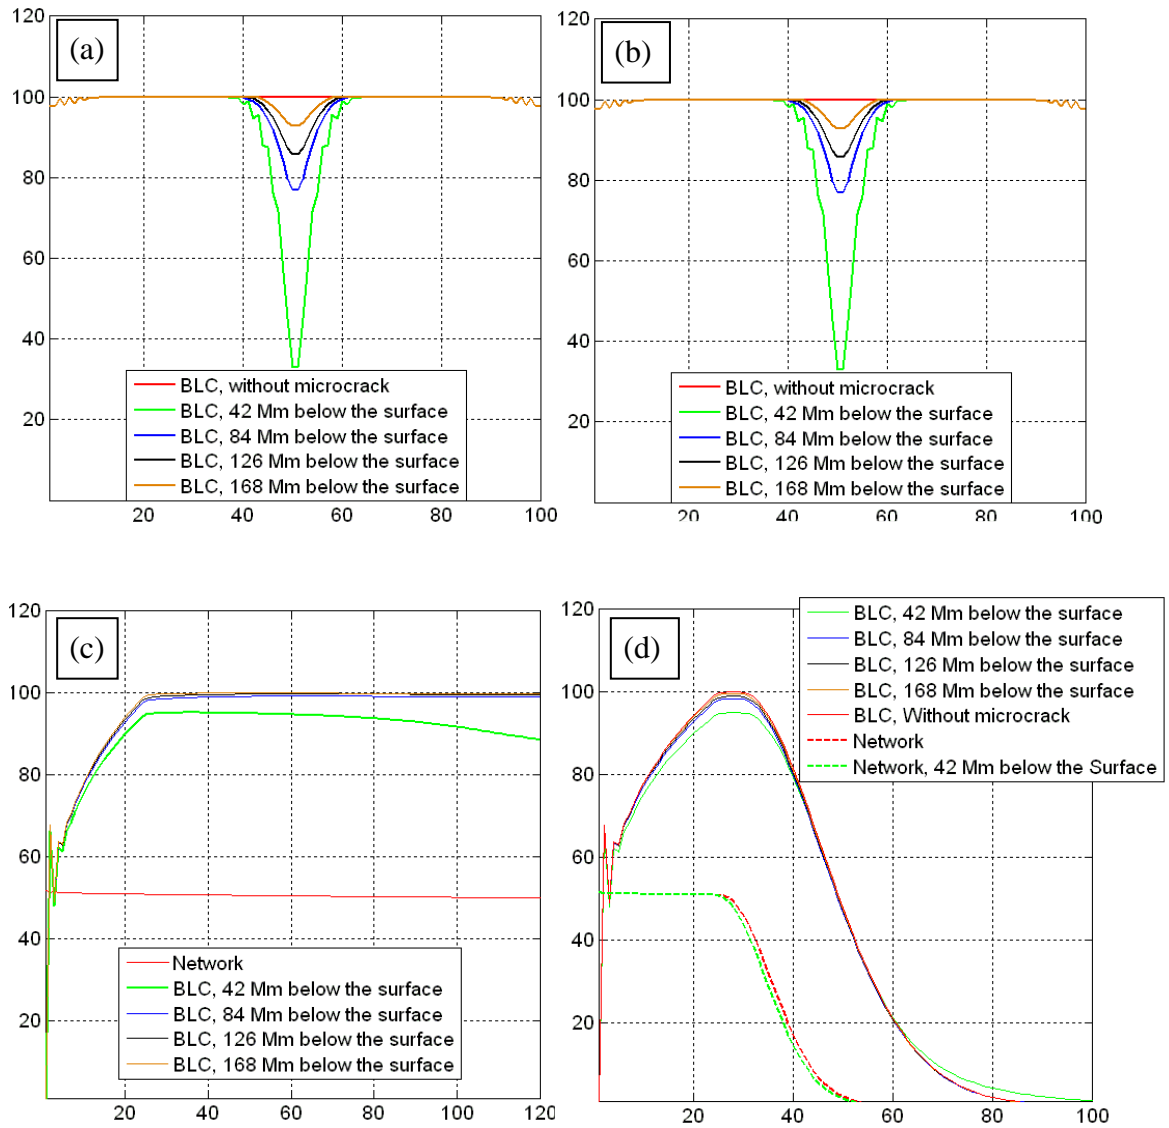 120
(a)
100
80
60
40
20
BLC, without microcrack
BLC, 42 Mm below the surface
BLC, 84 Mm below the surface
BLC, 126 Mm below the surface
BLC, 168 Mm below the surface
20 40 60 80 100
120
(b)
100
80
60
40
20
BLC, without microcrack
BLC, 42 Mm below the surface
BLC, 84 Mm below the surface
BLC, 126 Mm below the surface
BLC, 168 Mm below the surface
20 40 60 80 100
120
(c)
100
80
60
40
20
Network
BLC, 42 Mm below the surface
BLC, 84 Mm below the surface
BLC, 126 Mm below the surface
BLC, 168 Mm below the surface
20 40 60 80 100 120
120
(d)
100
80
60
40
20
BLC, 42 Mm below the surface
BLC, 84 Mm below the surface
BLC, 126 Mm below the surface
BLC, 168 Mm below the surface
BLC, Without microcrack
Network
Network, 42 Mm below the Surface
20 40 60 80 100